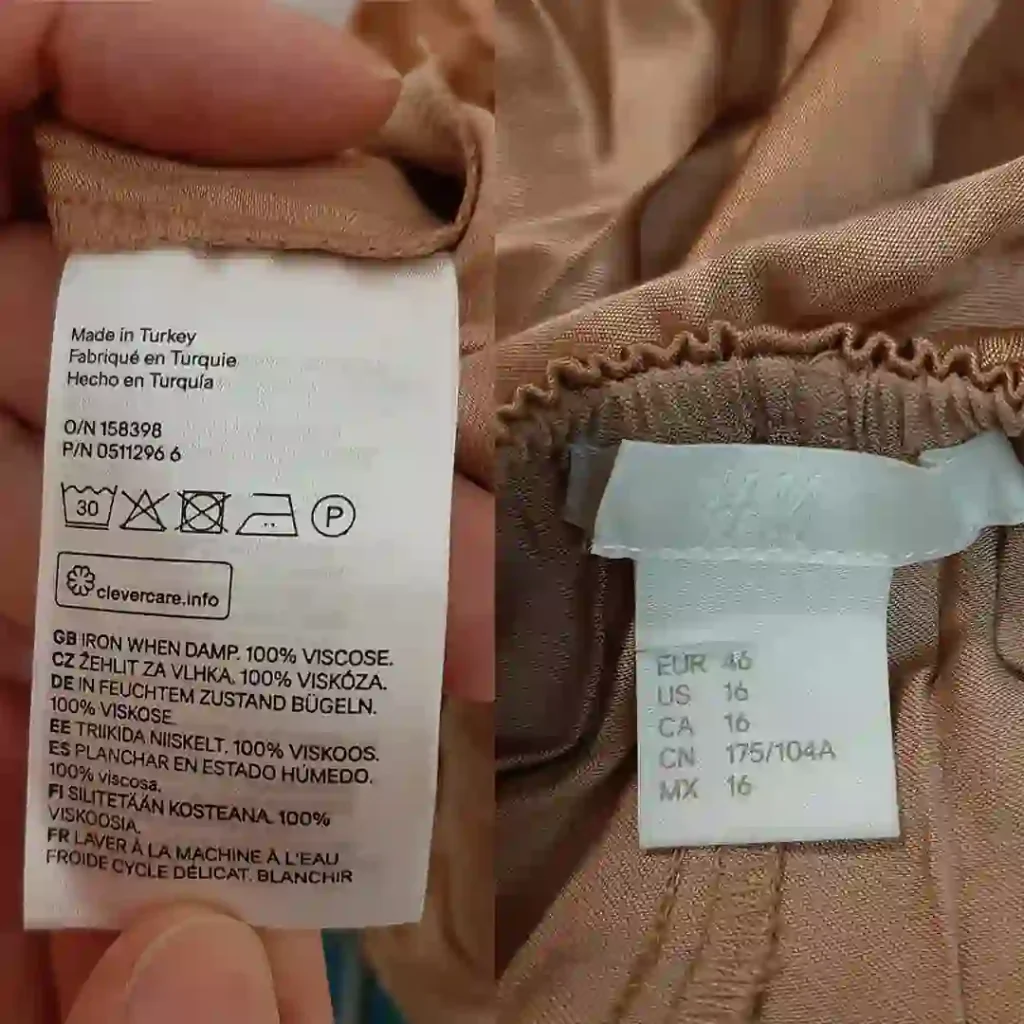 Made in Turkey
Fabriqué en Turquie
Hecho en Turquía
O/N 158398
P/N 0511296 6
30
P
clevercare.info
GB IRON WHEN DAMP. 100% VISCOSE.
CZ ŽEHLIT ZA VLHKA. 100% VISKÓZA.
DE IN FEUCHTEM ZUSTAND BÜGELN.
100% VISKOSE.
EE TRIIKIDA NIISKELT. 100% VISKOOS.
ES PLANCHAR EN ESTADO HÚMEDO.
100% viscosa.
FI SILITETÄÄN KOSTEANA. 100%
VISKOOSIA.
FR LAVER À LA MACHINE À L'EAU
FROIDE CYCLE DÉLICAT. BLANCHIR
EUR 46
US 16
CA 16
CN 175/104A
MX 16